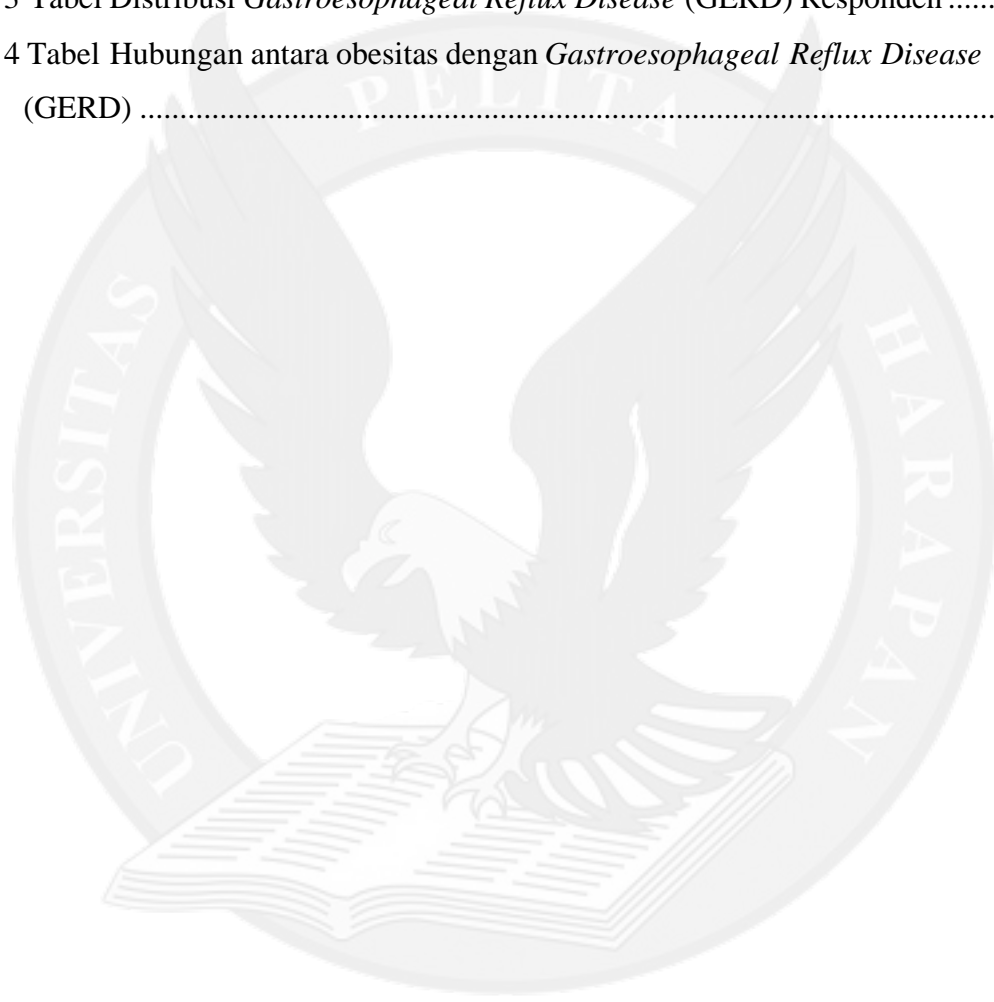 3 Tabel Distribusi Gastroesophageal Reflux Disease (GERD) Responden ......
4 Tabel Hubungan antara obesitas dengan Gastroesophageal Reflux Disease
(GERD) ............................................................................................................
UNIVERSITAS PELITA HARAPAN